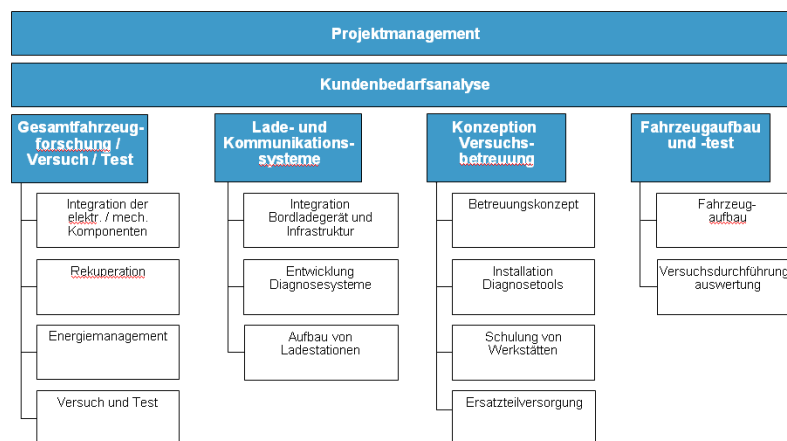 Projektmanagement
Kundenbedarfsanalyse
Gesamtfahrzeug-
forschung /
Versuch / Test
Integration der
elektr. / mech.
Komponenten
Rekuperation
Energiemanagement
Versuch und Test
Lade- und
Kommunikations-
systeme
Integration
Bordladegerät und
Infrastruktur
Entwicklung
Diagnosesysteme
Aufbau von
Ladestationen
Konzeption
Versuchs-
betreuung
Betreuungskonzept
Installation
Diagnosetools
Schulung von
Werkstätten
Ersatzteilversorgung
Fahrzeugaufbau
und -test
Fahrzeug-
aufbau
Versuchsdurchführung
auswertung